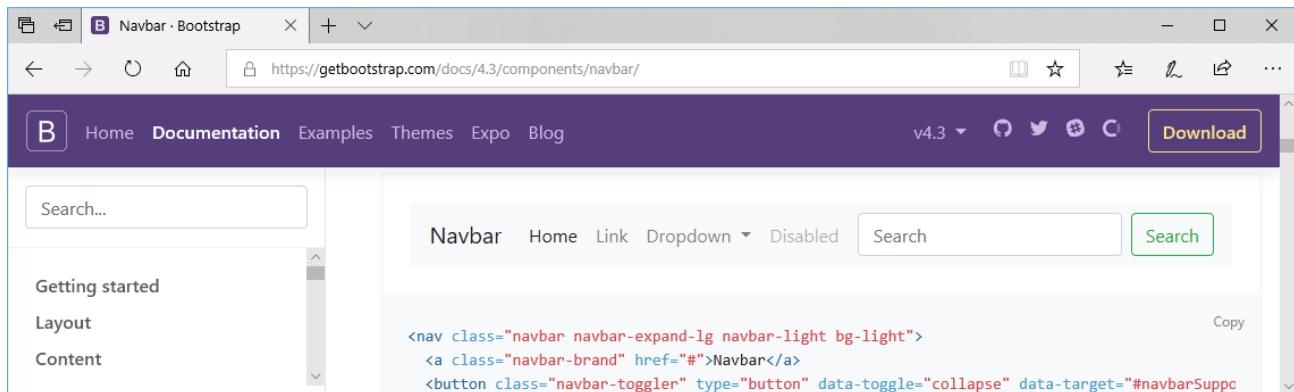 B Navbar · Bootstrap
https://getbootstrap.com/docs/4.3/components/navbar/
B Home Documentation Examples Themes Expo Blog v4.3 Download
Search...
Navbar Home Link Dropdown Disabled Search Search
Getting started
Layout
Content
Copy
<nav class="navbar navbar-expand-lg navbar-light bg-light">
<a class="navbar-brand" href="#">Navbar</a>
<button class="navbar-toggler" type="button" data-toggle="collapse" data-target="#navbarSuppo